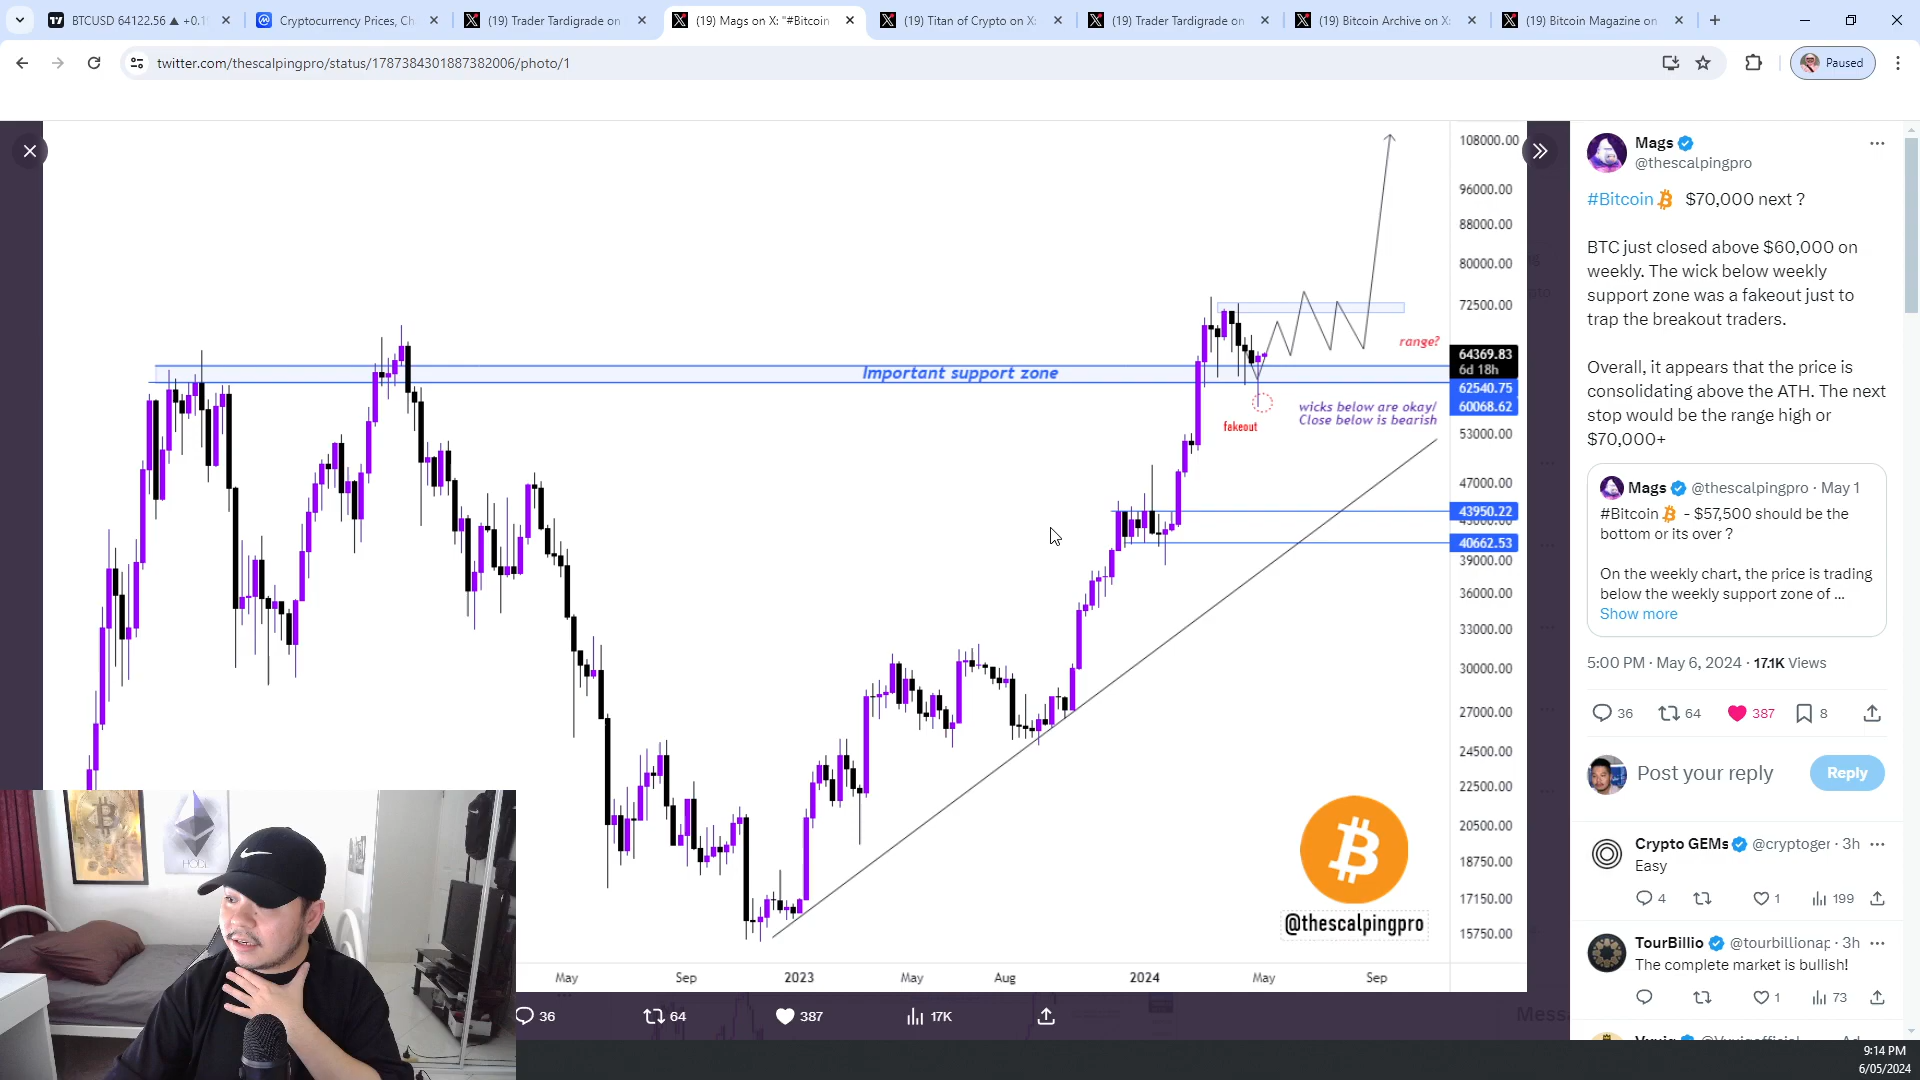 BTCUSD 64122.56 ▲ +0.1
Cryptocurrency Prices, Ch
(19) Trader Tardigrade on
(19) Mags on X: "#Bitcoin
(19) Titan of Crypto on X:
(19) Trader Tardigrade on
(19) Bitcoin Archive on X:
(19) Bitcoin Magazine on
twitter.com/thescalpingpro/status/1787384301887382006/photo/1
Paused
108000.00
96000.00
88000.00
80000.00
72500.00
range?
64369.83
6d 18h
Important support zone
62540.75
60068.62
wicks below are okay/
Close below is bearish
fakeout
53000.00
47000.00
43950.22
40662.53
39000.00
36000.00
33000.00
30000.00
27000.00
24500.00
22500.00
20500.00
18750.00
17150.00
15750.00
@thescalpingpro
May
Sep
2023
May
Aug
2024
May
Sep
36
64
387
17K
Mags
@thescalpingpro
#Bitcoin $70,000 next ?
BTC just closed above $60,000 on
weekly. The wick below weekly
support zone was a fakeout just to
trap the breakout traders.
Overall, it appears that the price is
consolidating above the ATH. The next
stop would be the range high or
$70,000+
Mags @thescalpingpro · May 1
#Bitcoin - $57,500 should be the
bottom or its over ?
On the weekly chart, the price is trading
below the weekly support zone of ...
Show more
5:00 PM · May 6, 2024 · 17.1K Views
36
64
387
8
Post your reply
Reply
Crypto GEMs @cryptoger · 3h
Easy
4
1
199
TourBillio @tourbillionap · 3h
The complete market is bullish!
1
73
9:14 PM
6/05/2024